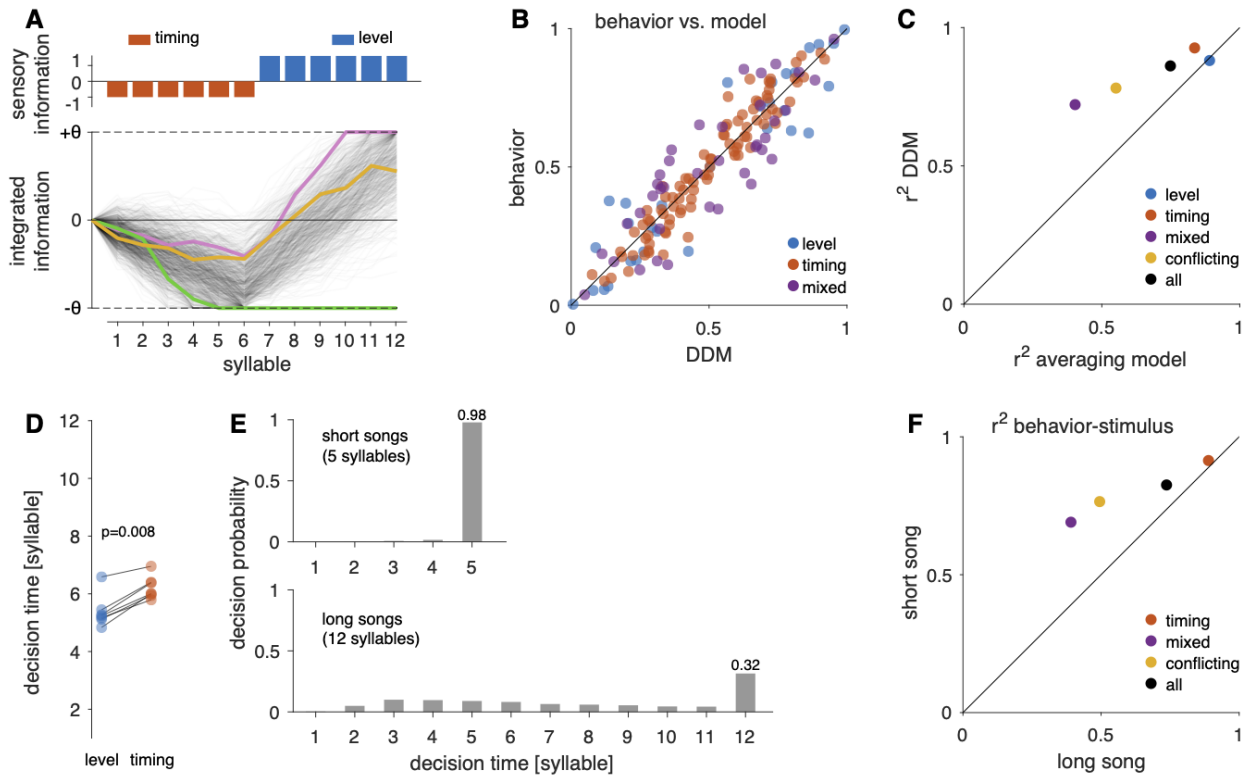 A
timing
level
sensory
information
1
0
-1
+θ
0
-θ
integrated
information
1 2 3 4 5 6 7 8 9 10 11 12
syllable
B
behavior vs. model
1
0.5
0
behavior
level
timing
mixed
0 0.5 1
DDM
C
1
0.5
0
r² DDM
level
timing
mixed
conflicting
all
0 0.5 1
r² averaging model
D
12
10
8
6
4
2
decision time [syllable]
p=0.008
level timing
E
decision probability
1
0.5
0
0.98
short songs
(5 syllables)
1 2 3 4 5
1
0.5
0
long songs
(12 syllables)
0.32
1 2 3 4 5 6 7 8 9 10 11 12
decision time [syllable]
F
r² behavior-stimulus
1
0.5
0
short song
timing
mixed
conflicting
all
0 0.5 1
long song